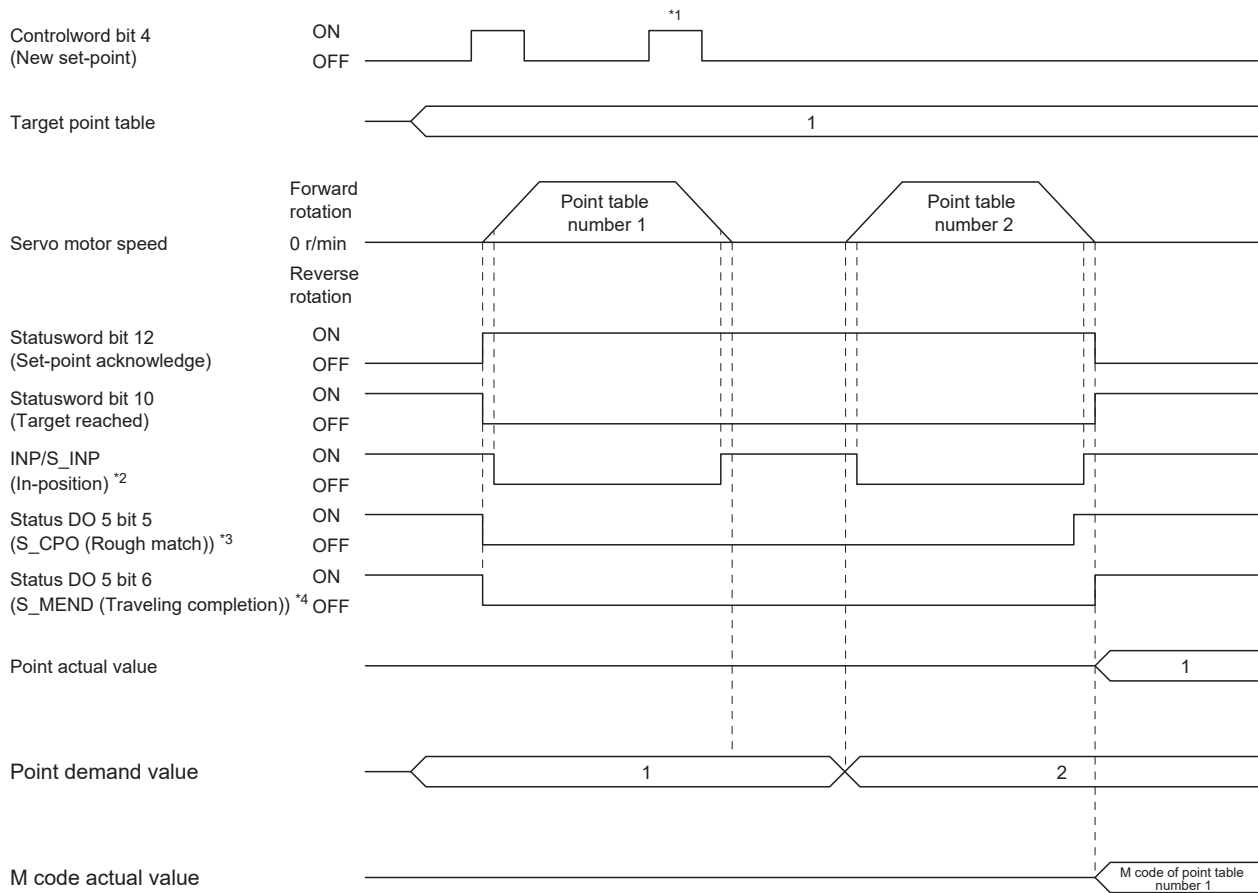 *1
Controlword bit 4
(New set-point)
ON
OFF
Target point table
1
Servo motor speed
Forward
rotation
0 r/min
Reverse
rotation
Point table
number 1
Point table
number 2
Statusword bit 12
(Set-point acknowledge)
ON
OFF
Statusword bit 10
(Target reached)
ON
OFF
INP/S_INP
(In-position) *2
ON
OFF
Status DO 5 bit 5
(S_CPO (Rough match)) *3
ON
OFF
Status DO 5 bit 6
(S_MEND (Traveling completion)) *4
ON
OFF
Point actual value
1
Point demand value
1
2
M code actual value
M code of point table
number 1